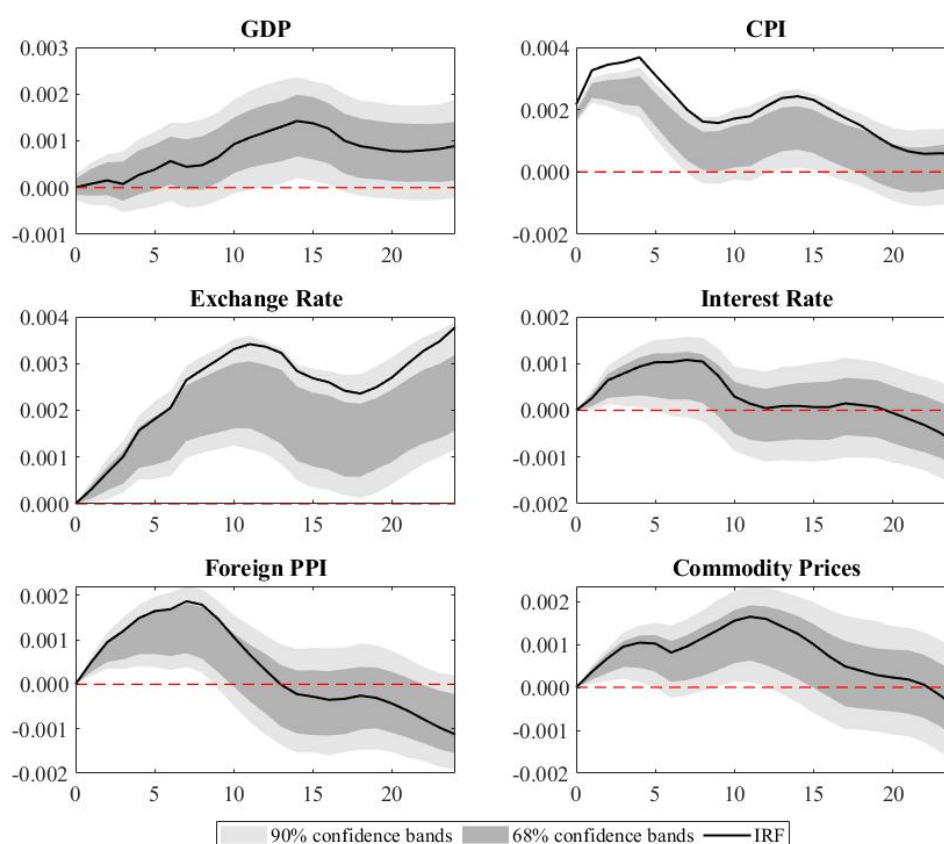 GDP
0.003
0.002
0.001
0.000
-0.001
0 5 10 15 20
CPI
0.004
0.002
0.000
-0.002
0 5 10 15 20
Exchange Rate
0.004
0.003
0.002
0.001
0.000
0 5 10 15 20
Interest Rate
0.002
0.001
0.000
-0.001
-0.002
0 5 10 15 20
Foreign PPI
0.002
0.001
0.000
-0.001
-0.002
0 5 10 15 20
Commodity Prices
0.002
0.001
0.000
-0.001
-0.002
0 5 10 15 20
90% confidence bands 68% confidence bands IRF